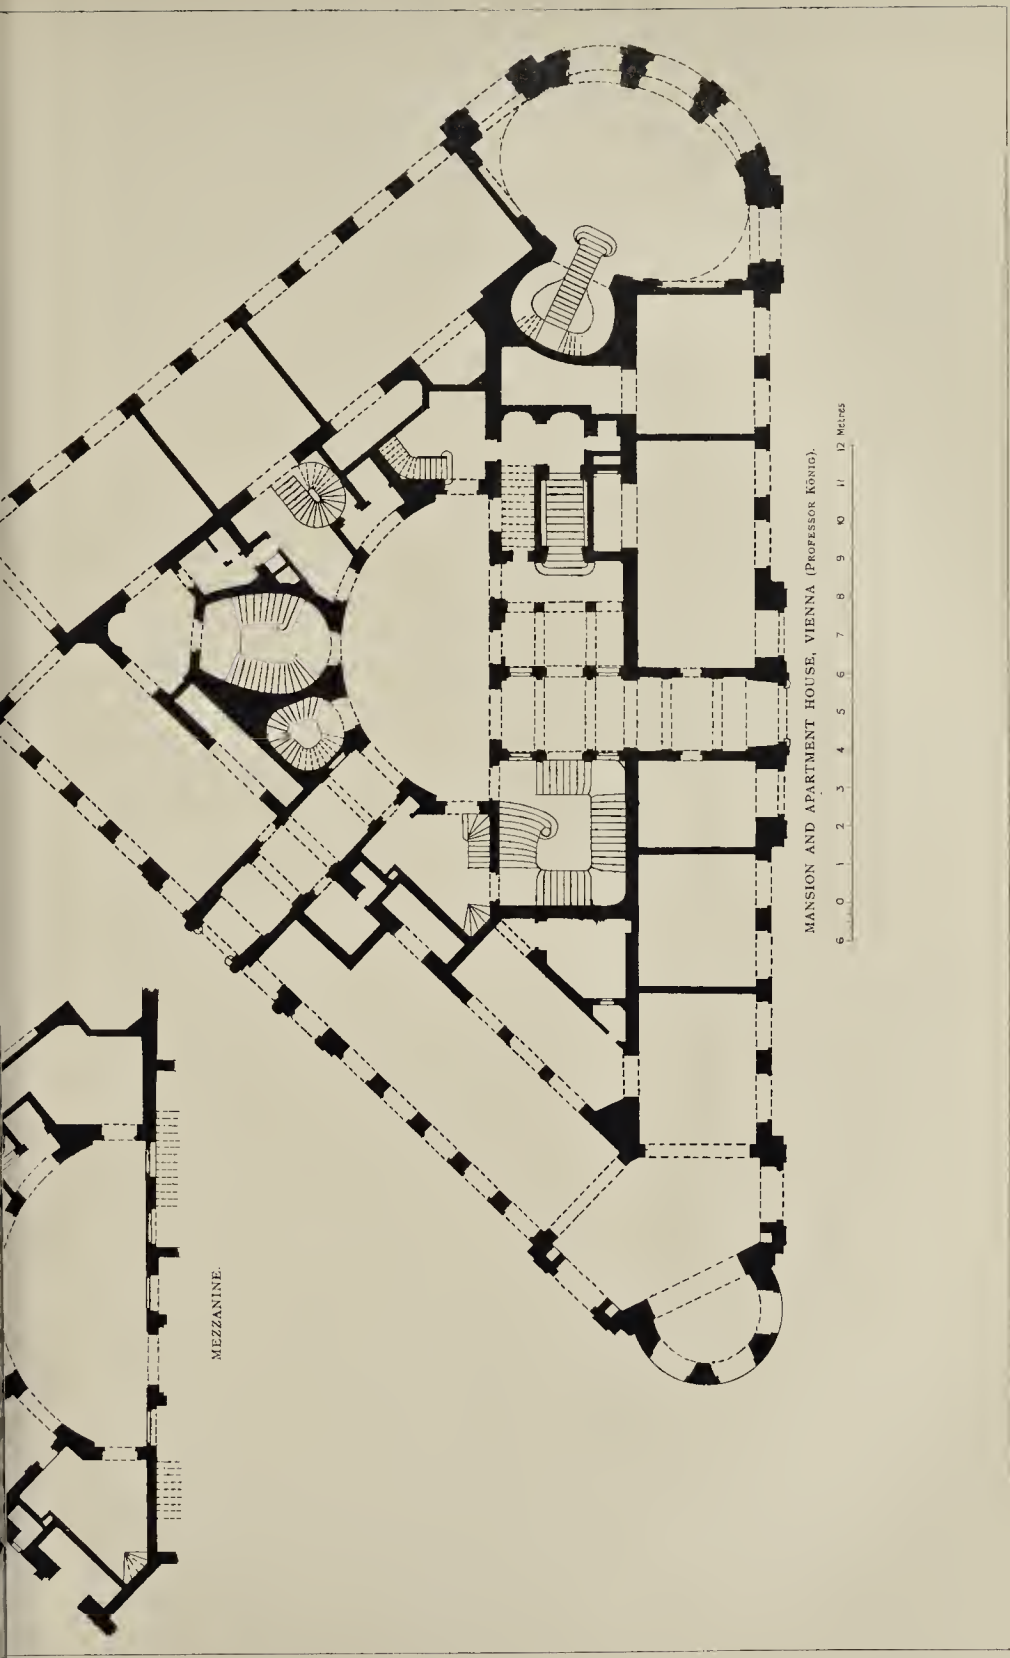 MEZZANINE.
MANSION AND APARTMENT HOUSE, VIENNA (PROFESSOR KÖNIG).
6 0 1 2 3 4 5 6 7 8 9 10 11 12 Metres